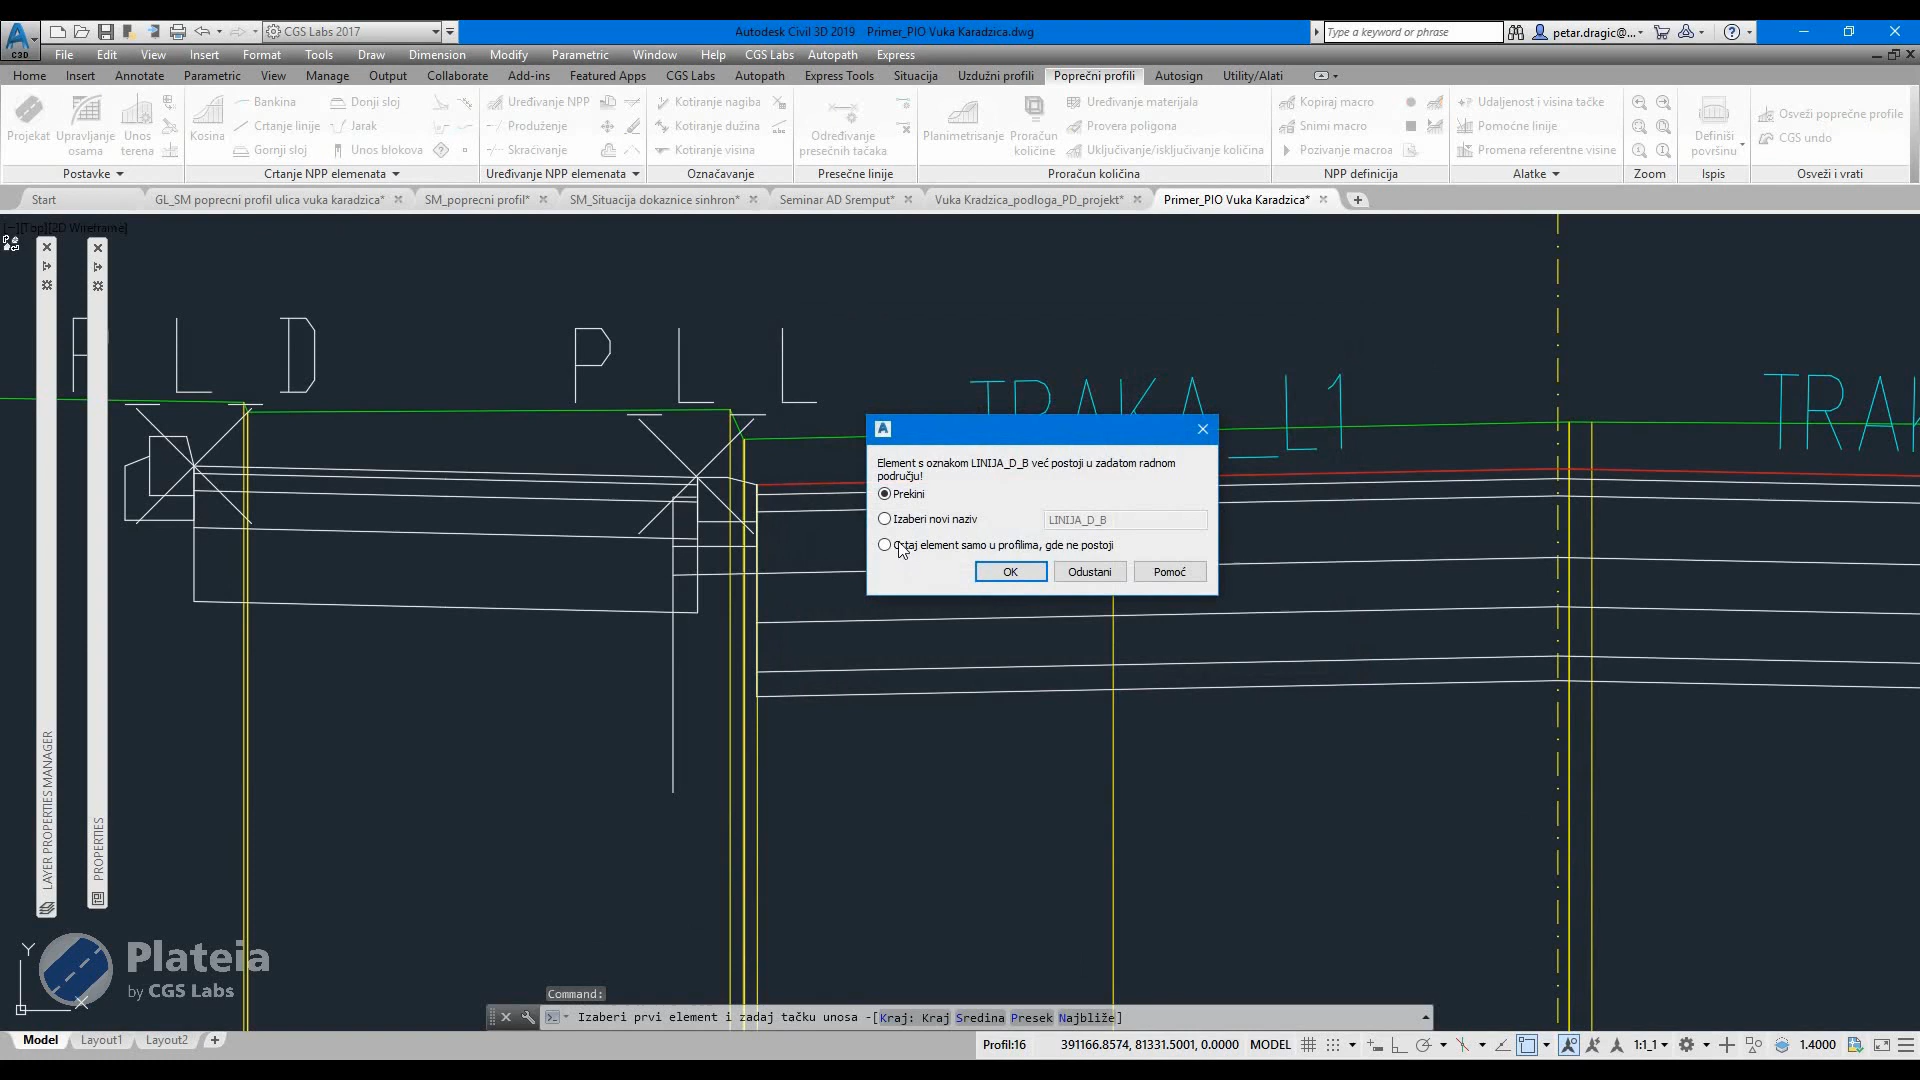 CGS Labs 2017
Autodesk Civil 3D 2019 Primer_PIO Vuka Karadzica.dwg
Type a keyword or phrase
petar.dragic@...
C3D
File Edit View Insert Format Tools Draw Dimension Modify Parametric Window Help CGS Labs Autopath Express
Home Insert Annotate Parametric View Manage Output Collaborate Add-ins Featured Apps CGS Labs Autopath Express Tools Situacija Uzdužni profili Poprečni profili Autosign Utility/Alati
Bankina Donji sloj Uređivanje NPP Kotiranje nagiba Uređivanje materijala Kopiraj macro Udaljenost i visina tačke
Crtanje linije Jarak Produženje Kotiranje dužina Provera poligona Snimi macro Pomoćne linije
Gornji sloj Unos blokova Skraćivanje Kotiranje visina Uključivanje/isključivanje količina Pozivanje macroa Promena referentne visine
Projekat Upravljanje osama Unos terena Kosina Određivanje presečnih tačaka Planimetrisanje Proračun količine Definiši površinu Osveži poprečne profile
CGS undo
Postavke Crtanje NPP elemenata Uređivanje NPP elemenata Označavanje Presečne linije Proračun količina NPP definicija Alatke Zoom Ispis Osveži i vrati
Start GL_SM poprecni profil ulica vuka karadzica* SM_poprecni profil* SM_Situacija dokaznice sinhron* Seminar AD Sremput* Vuka Kradzica_podloga_PD_projekt* Primer_PIO Vuka Karadzica*
[−][Top][2D Wireframe]
L D PLL TRAKA_L1
Element s oznakom LINIJA_D_B već postoji u zadatom radnom
području!
Prekini
Izaberi novi naziv LINIJA_D_B
element samo u profilima, gde ne postoji
OK Odustani Pomoć
LAYER PROPERTIES MANAGER
PROPERTIES
Plateia
by CGS Labs
Y
X
Command:
Izaberi prvi element i zadaj tačku unosa -[Kraj: Kraj Sredina Presek Najbliže]
Model Layout1 Layout2
Profil:16 391166.8574, 81331.5001, 0.0000 MODEL 1:1_1 1.4000